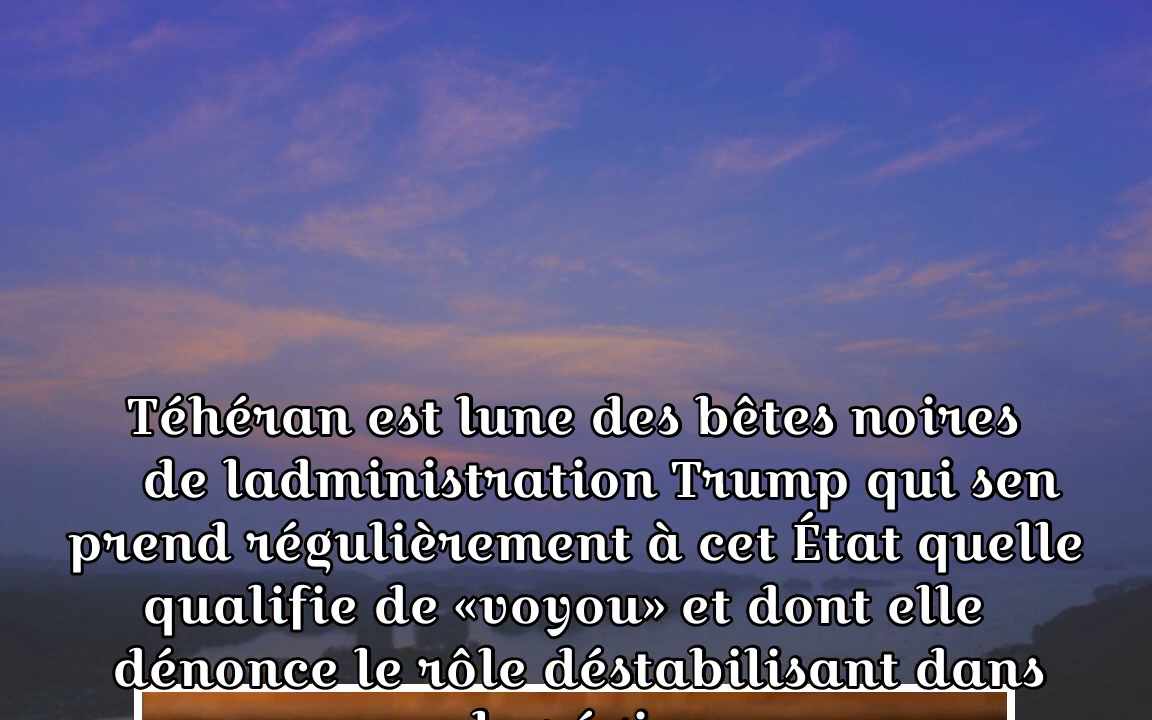 Téhéran est lune des bêtes noires
de ladministration Trump qui sen
prend régulièrement à cet État quelle
qualifie de «voyou» et dont elle
dénonce le rôle déstabilisant dans